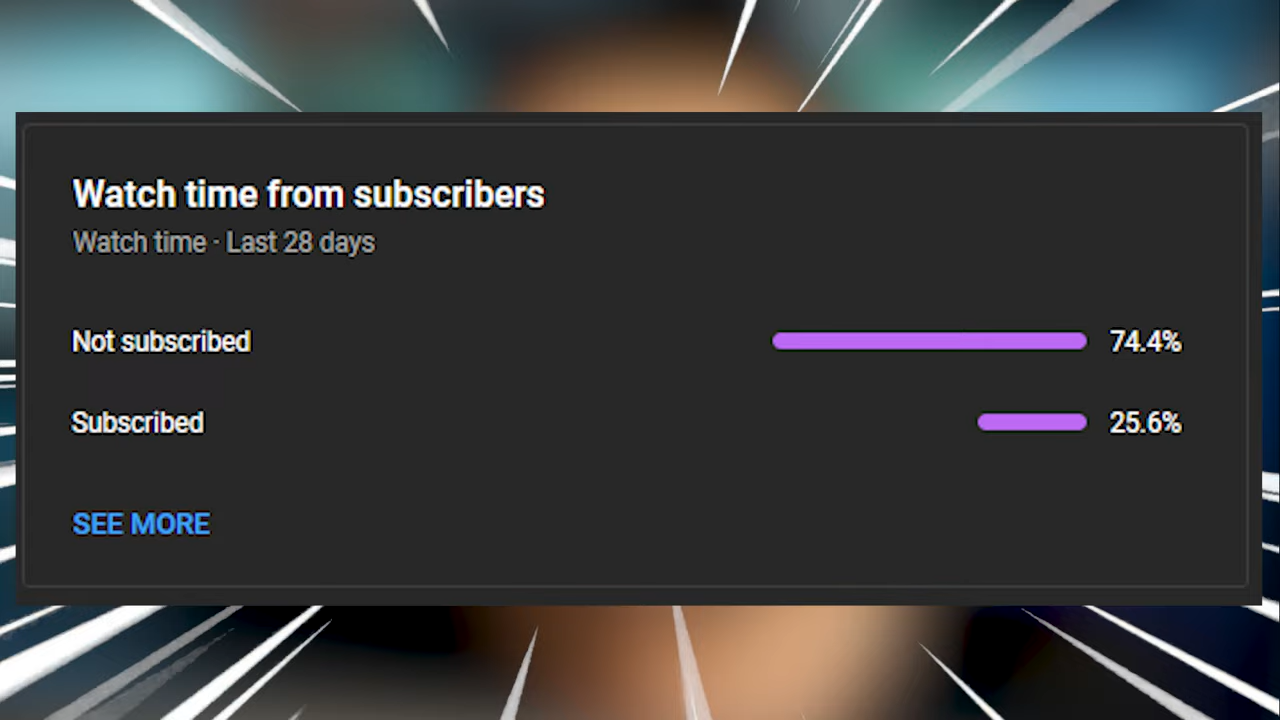 Watch time from subscribers
Watch time · Last 28 days
Not subscribed 74.4%
Subscribed 25.6%
SEE MORE